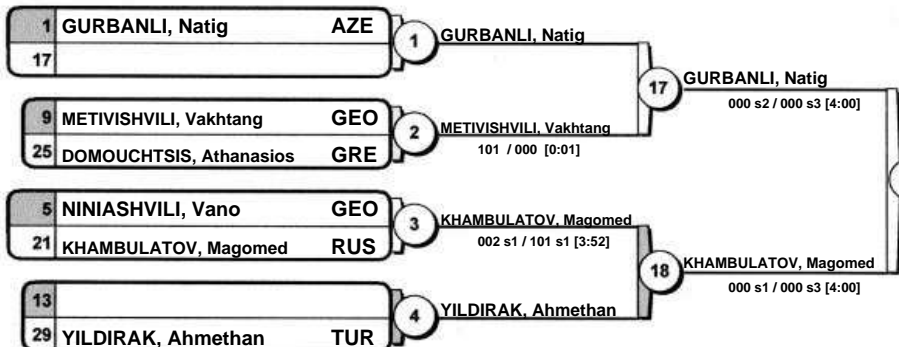 1 GURBANLI, Natig AZE
17
1
GURBANLI, Natig
9 METIVISHVILI, Vakhtang GEO
25 DOMOUCHTSIS, Athanasios GRE
2
METIVISHVILI, Vakhtang
101 / 000 [0:01]
17
GURBANLI, Natig
000 s2 / 000 s3 [4:00]
5 NINIASHVILI, Vano GEO
21 KHAMBULATOV, Magomed RUS
3
KHAMBULATOV, Magomed
002 s1 / 101 s1 [3:52]
13
29 YILDIRAK, Ahmethan TUR
4
YILDIRAK, Ahmethan
18
KHAMBULATOV, Magomed
000 s1 / 000 s3 [4:00]